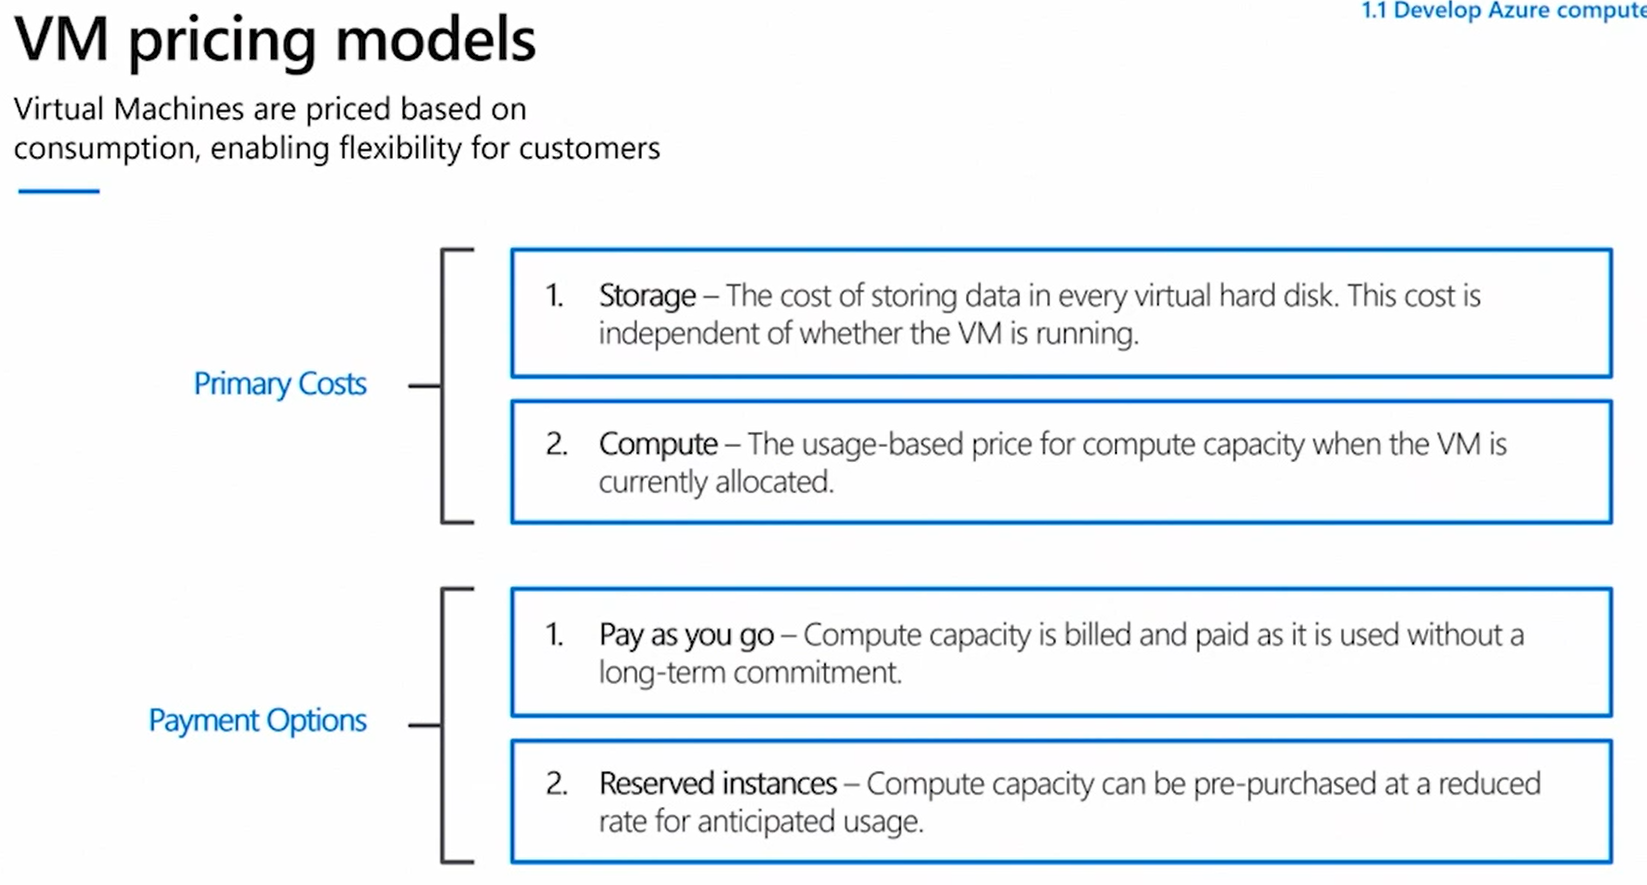 1.1 Develop Azure compute
VM pricing models
Virtual Machines are priced based on
consumption, enabling flexibility for customers
Primary Costs
1. Storage – The cost of storing data in every virtual hard disk. This cost is
independent of whether the VM is running.
2. Compute – The usage-based price for compute capacity when the VM is
currently allocated.
Payment Options
1. Pay as you go – Compute capacity is billed and paid as it is used without a
long-term commitment.
2. Reserved instances – Compute capacity can be pre-purchased at a reduced
rate for anticipated usage.